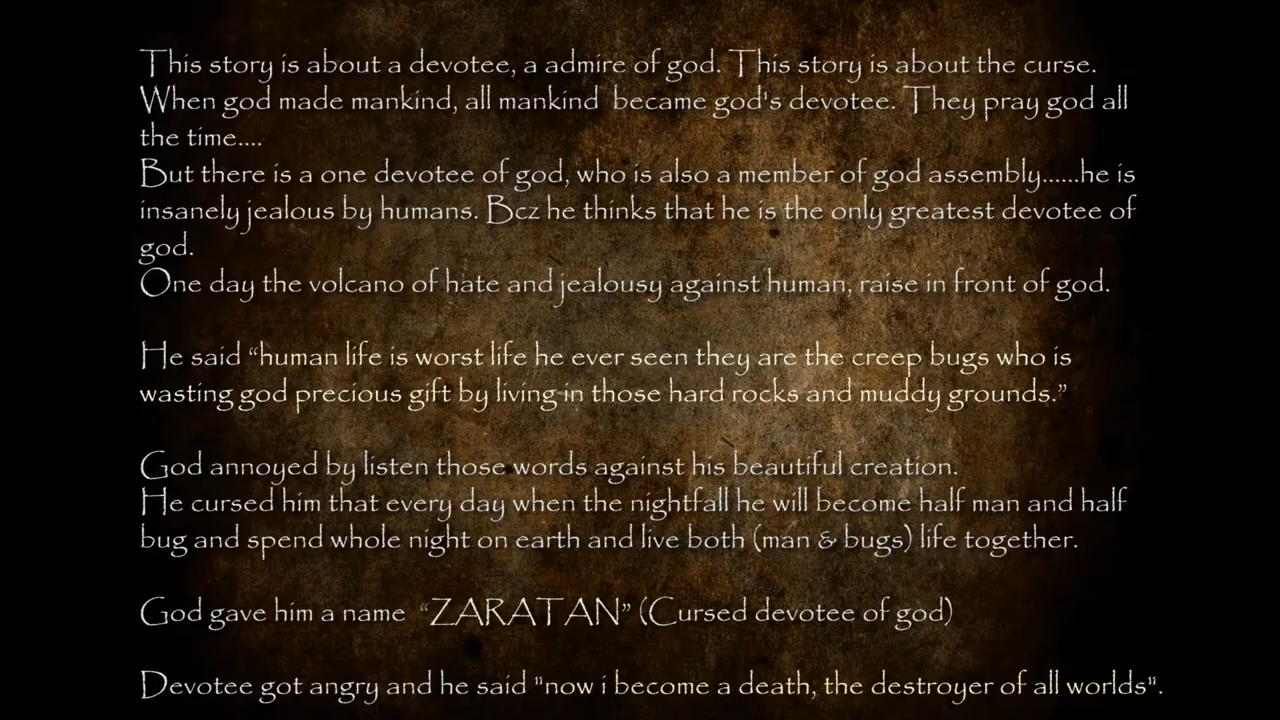 This story is about a devotee, a admire of god. This story is about the curse.
When god made mankind, all mankind became god's devotee. They pray god all
the time....
But there is a one devotee of god, who is also a member of god assembly......he is
insanely jealous by humans. Bcz he thinks that he is the only greatest devotee of
god.
One day the volcano of hate and jealousy against human, raise in front of god.
He said “human life is worst life he ever seen they are the creep bugs who is
wasting god precious gift by living in those hard rocks and muddy grounds.”
God annoyed by listen those words against his beautiful creation.
He cursed him that every day when the nightfall he will become half man and half
bug and spend whole night on earth and live both (man & bugs) life together.
God gave him a name “ZARATAN” (Cursed devotee of god)
Devotee got angry and he said "now i become a death, the destroyer of all worlds".